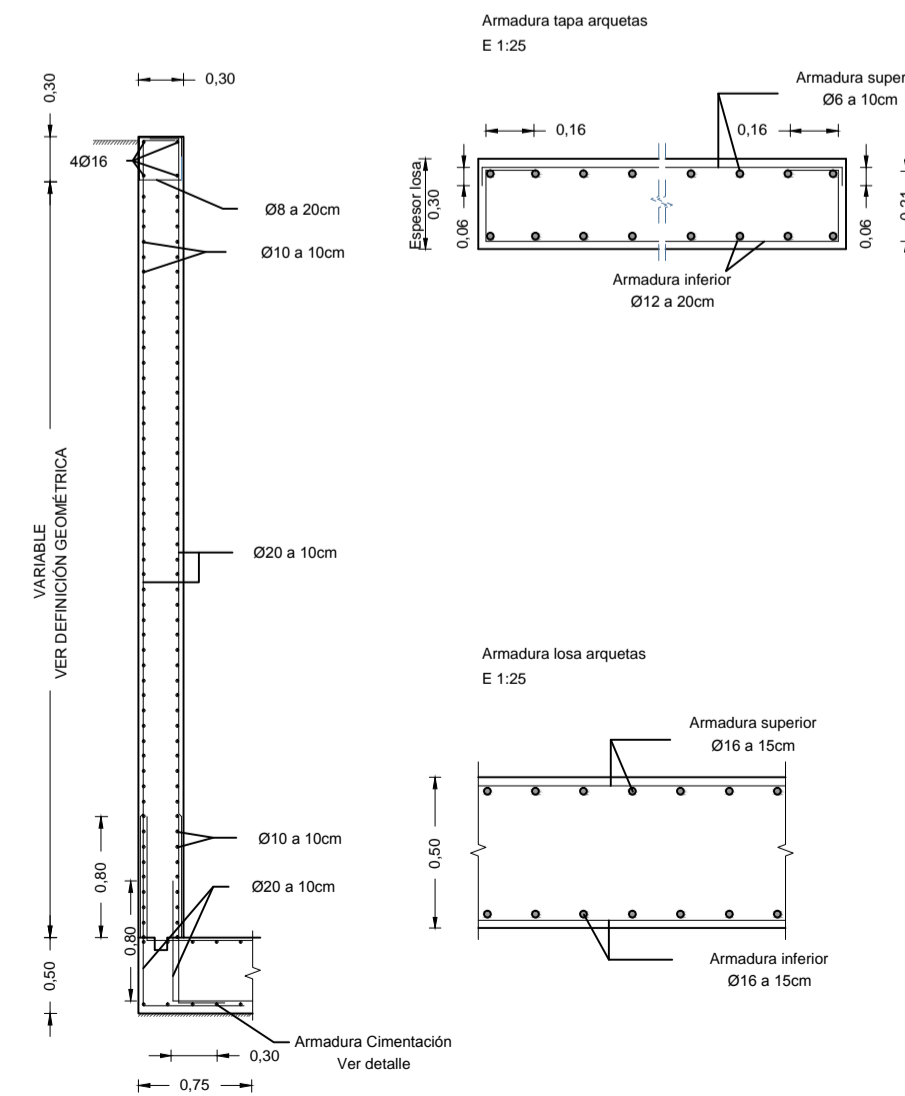 Armadura tapa arquetas
E 1:25
0,30
0,30
4Ø16
Ø8 a 20cm
Ø10 a 10cm
VARIABLE
VER DEFINICIÓN GEOMÉTRICA
Ø20 a 10cm
Ø10 a 10cm
Ø20 a 10cm
0,80
0,80
0,50
Armadura Cimentación
Ver detalle
0,30
0,75
Armadura super
Ø6 a 10cm
0,16
0,16
Espesor losa
0,30
0,06
0,06
0,21
Armadura inferior
Ø12 a 20cm
Armadura losa arquetas
E 1:25
Armadura superior
Ø16 a 15cm
0,50
Armadura inferior
Ø16 a 15cm